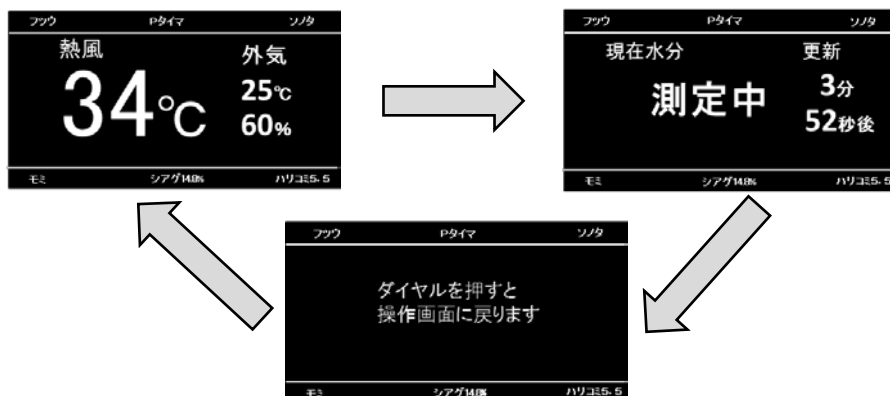 フツウ Pタイマ ソノタ
熱風 外気
34℃ 25℃
60%
モミ シアゲ14.8% ハリコミ5.5
フツウ Pタイマ ソノタ
現在水分 更新
測定中 3分
52秒後
モミ シアゲ14.8% ハリコミ5.5
フツウ Pタイマ ソノタ
ダイヤルを押すと
操作画面に戻ります
モミ シアゲ14.8% ハリコミ5.5